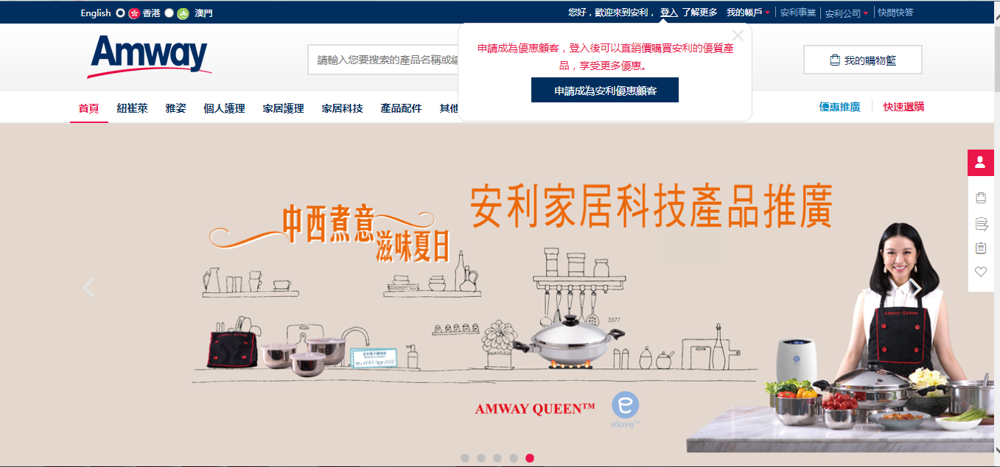 English 香港 澳門
您好，歡迎來到安利， 登入 了解更多 我的帳戶 安利事業 安利公司 快問快答
Amway
請輸入您要搜索的產品名稱或編
申請成為優惠顧客，登入後可以直銷價購買安利的優質產
品，享受更多優惠。
申請成為安利優惠顧客
我的購物籃
首頁 紐崔萊 雅姿 個人護理 家居護理 家居科技 產品配件 其他
優惠推廣 快速選購
安利家居科技產品推廣
中西煮意
滋味夏日
3377
AMWAY QUEEN
AMWAY QUEEN
AMWAY QUEEN™
e
eSpring™